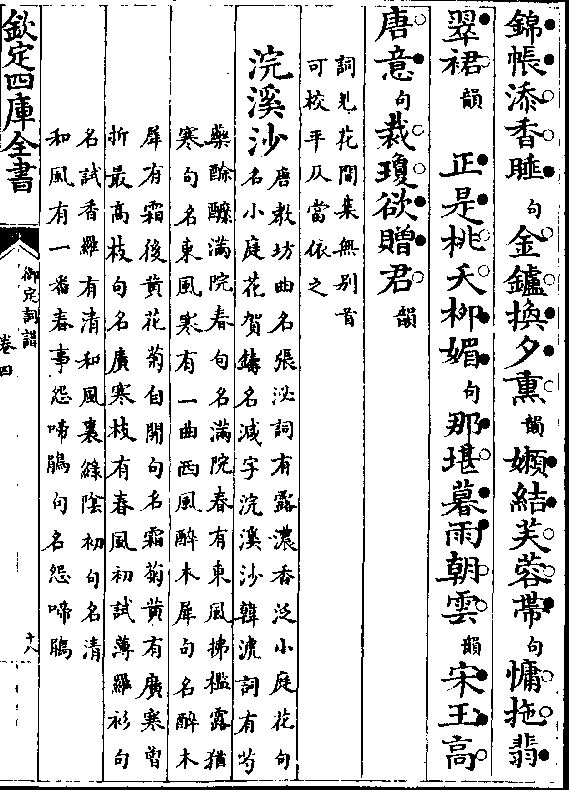 錦帳添香睡句金鑪換夕熏韻嬾結芙蓉帶句慵拖翡
翠裙韻正是桃夭柳媚句那堪暮雨朝雲韻宋玉高
唐意句裁瓊欲贈君韻
詞見花間集無別首
可校平仄當依之
浣溪沙
唐教坊曲名張泌詞有露濃香泛小庭花句
名小庭花賀鑄名減字浣溪沙韓淲詞有芍
藥酴醾滿院春句名滿院春有東風拂檻露猶
寒句名東風寒有一曲西風醉木犀句名醉木
犀有霜後黄花菊自開句名霜菊黄有廣寒曾
折最高枝句名廣寒枝有春風初試薄羅衫句
名試香羅有清和風裏綠陰初句名清
和風有一番春事怨啼鵑句名怨啼鵑
欽定四庫全書
御定詞譜
卷四
十八